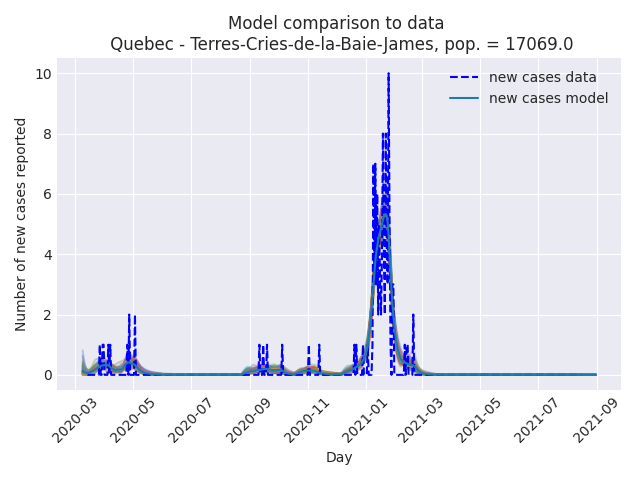 Model comparison to data
Quebec - Terres-Cries-de-la-Baie-James, pop. = 17069.0
new cases data
new cases model
Number of new cases reported
10
8
6
4
2
0
2020-03
2020-05
2020-07
2020-09
2020-11
2021-01
2021-03
2021-05
2021-07
2021-09
Day